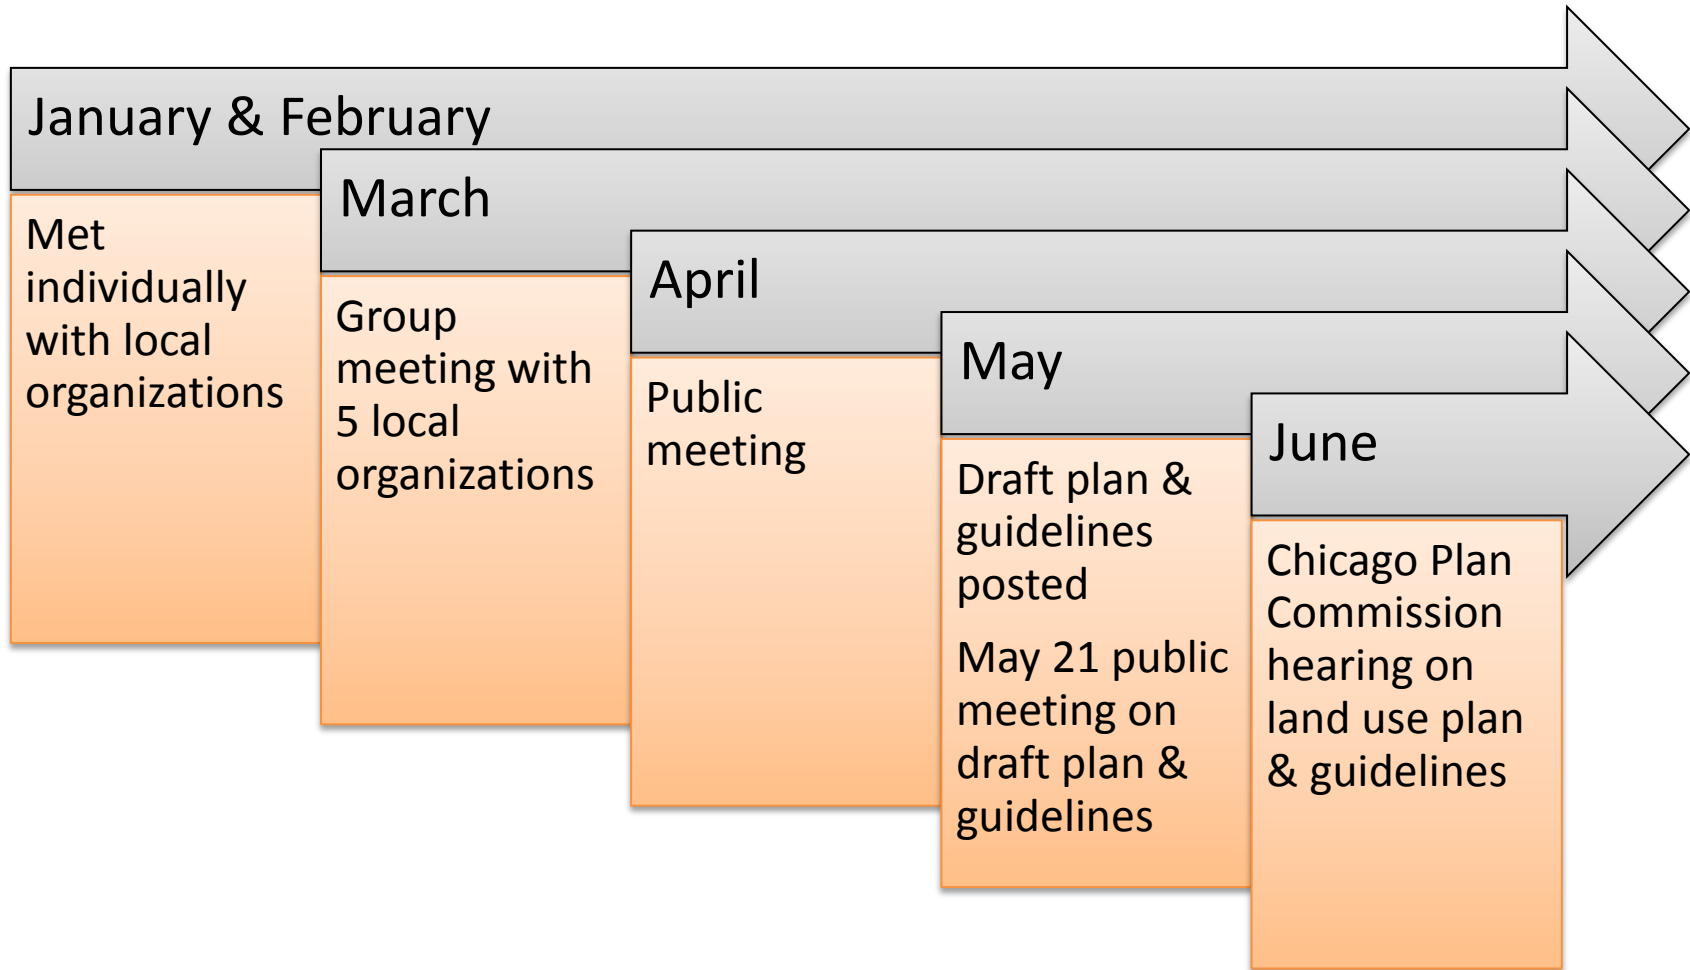 January & February
Met
individually
with local
organizations
March
Group
meeting with
5 local
organizations
April
Public
meeting
May
Draft plan &
guidelines
posted
May 21 public
meeting on
draft plan &
guidelines
June
Chicago Plan
Commission
hearing on
land use plan
& guidelines